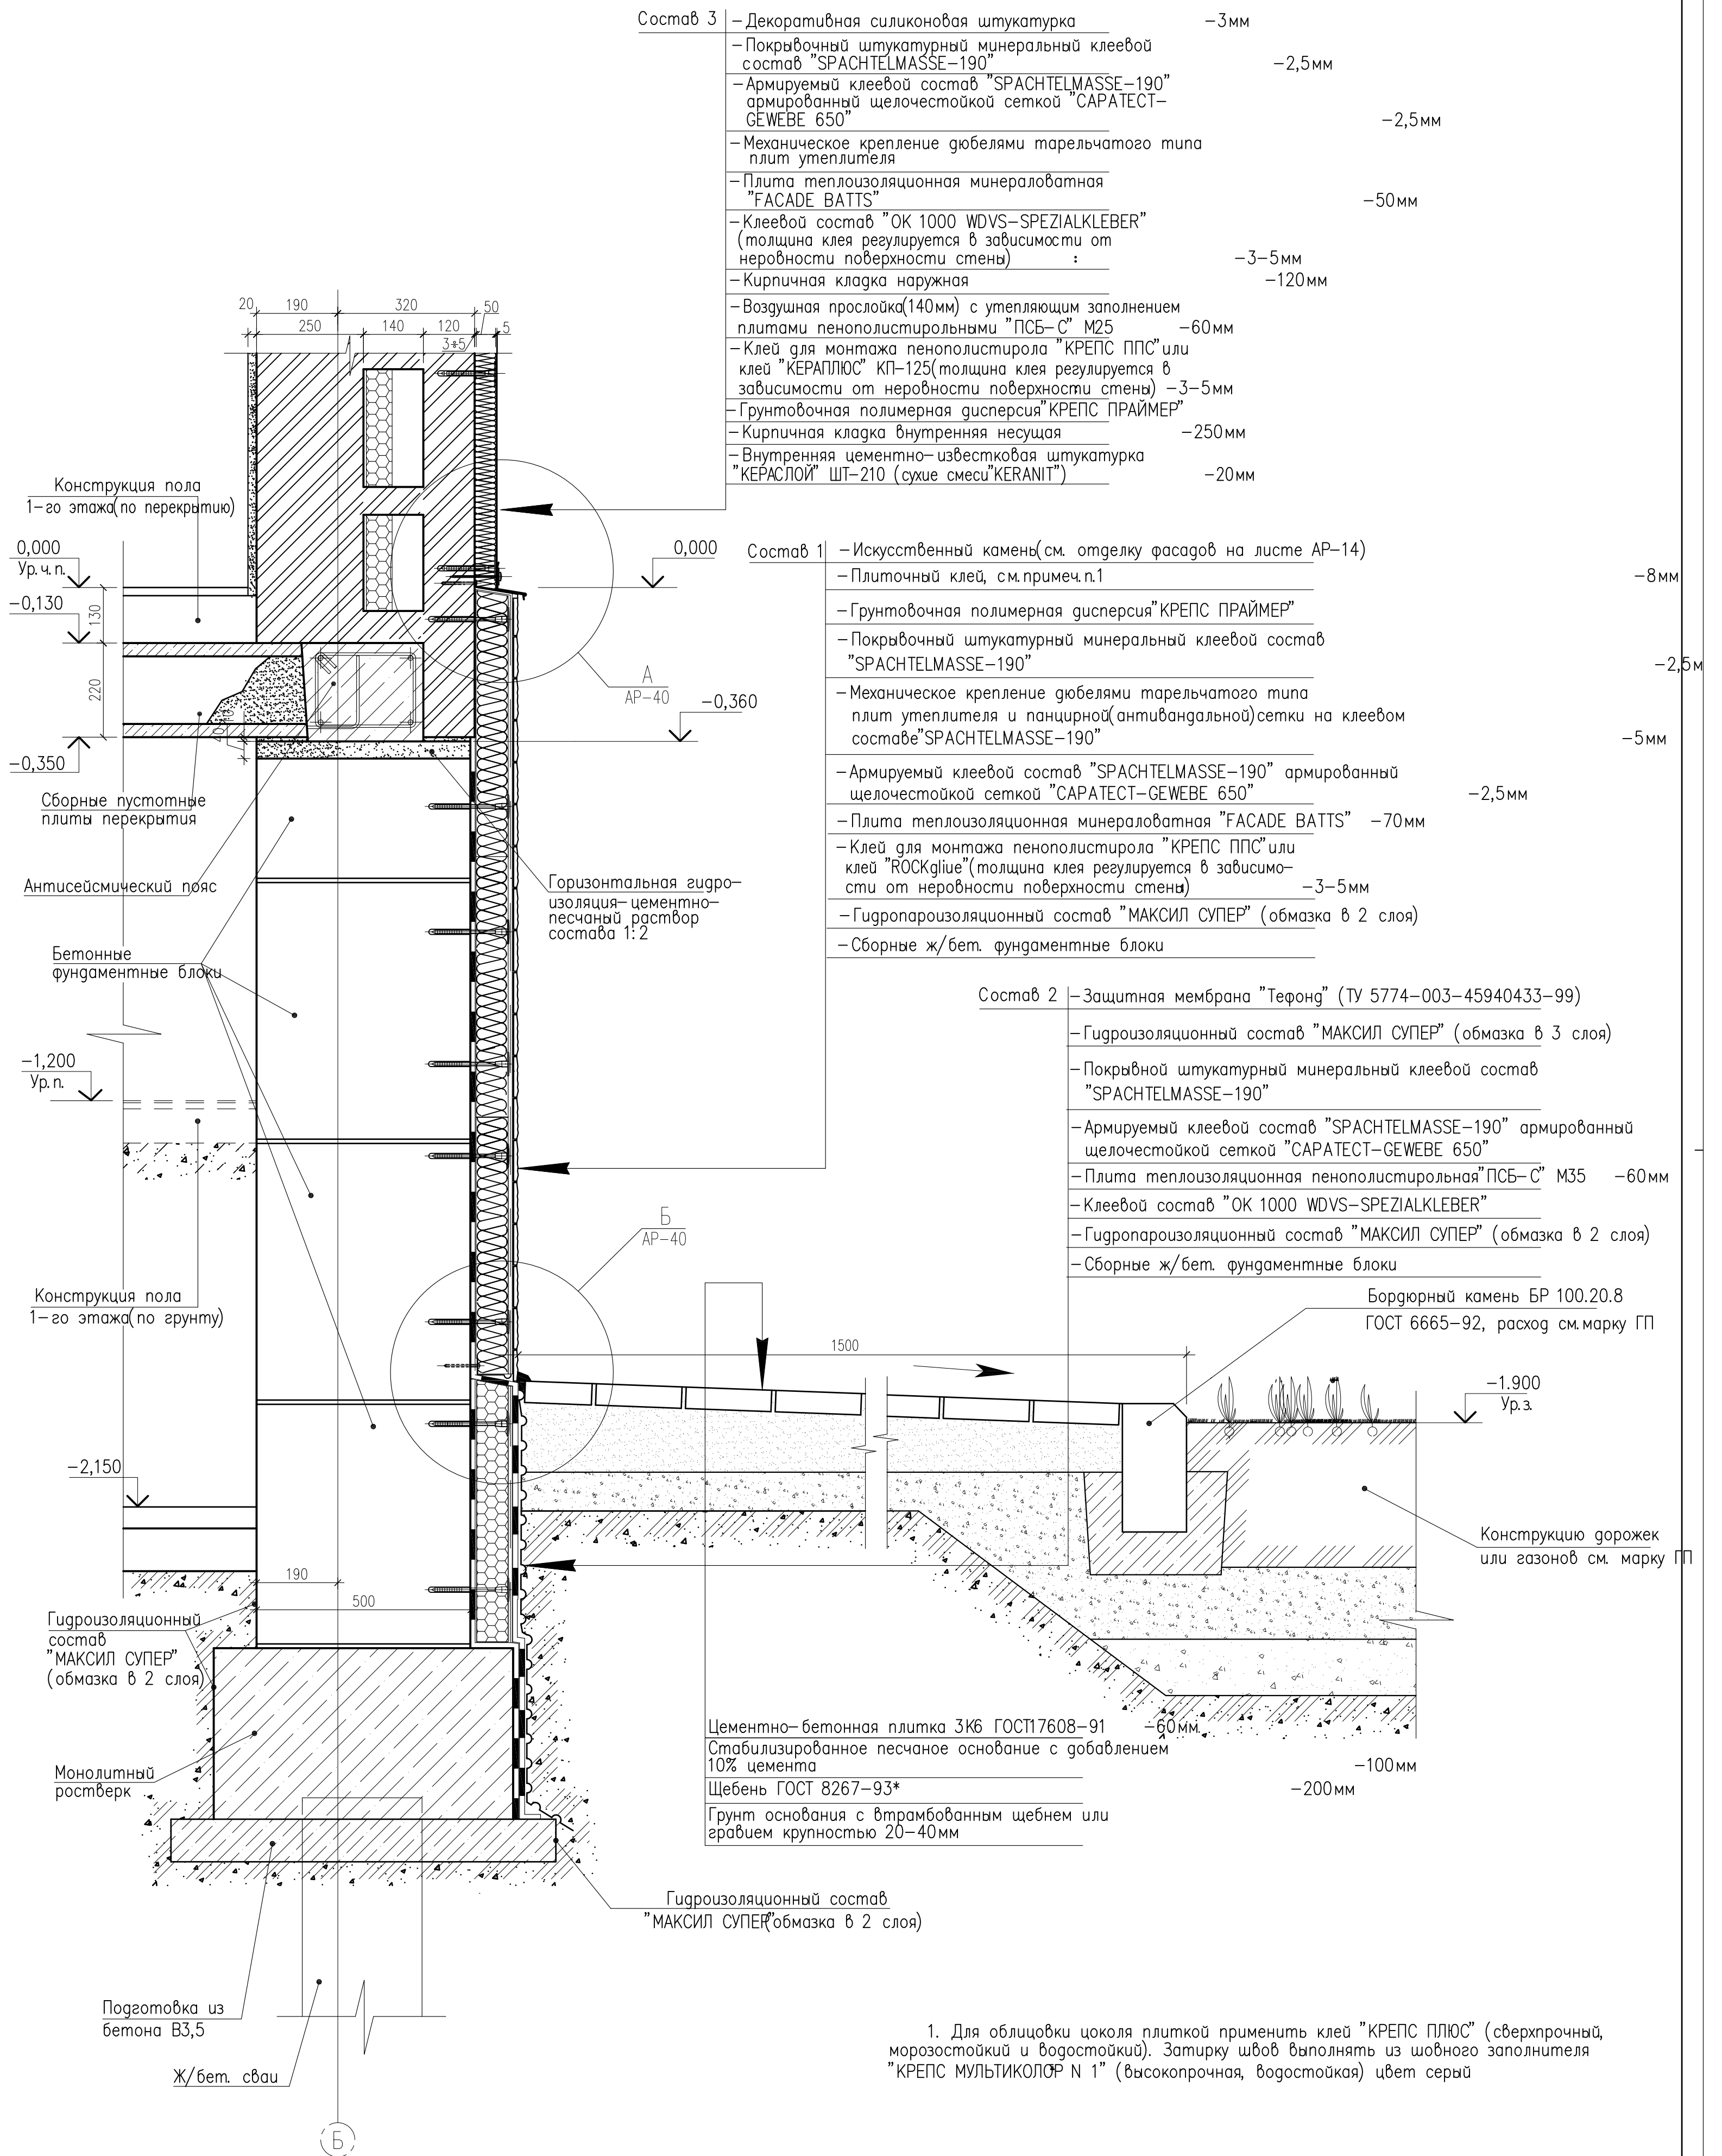 Состав 3
–Декоративная силиконовая штукатурка –3мм
–Покрывочный штукатурный минеральный клеевой
состав "SPACHTELMASSE–190" –2,5мм
–Армируемый клеевой состав "SPACHTELMASSE–190"
армированный щелочестойкой сеткой "CAPATECT–
GEWEBE 650" –2,5мм
–Механическое крепление дюбелями тарельчатого типа
плит утеплителя
–Плита теплоизоляционная минераловатная
"FACADE BATTS" –50мм
–Клеевой состав "OK 1000 WDVS–SPEZIALKLEBER"
(толщина клея регулируется в зависимости от
неровности поверхности стены) : –3–5мм
–Кирпичная кладка наружная –120мм
–Воздушная прослойка(140мм) с утепляющим заполнением
плитами пенополистирольными "ПСБ–С" М25 –60мм
–Клей для монтажа пенополистирола "КРЕПС ППС"или
клей "КЕРАПЛЮС" КП–125(толщина клея регулируется в
зависимости от неровности поверхности стены) –3–5мм
–Грунтовочная полимерная дисперсия"КРЕПС ПРАЙМЕР"
–Кирпичная кладка внутренняя несущая –250мм
–Внутренняя цементно–известковая штукатурка
"КЕРАСЛОЙ" ШТ–210 (сухие смеси"KERANIT") –20мм
20 190 320 50
250 140 120 5
3*5
Конструкция пола
1–го этажа(по перекрытию)
0,000
Ур.ч.п.
–0,130
130
220
–0,350
40
10
0,000
А
АР–40
–0,360
Состав 1
–Искусственный камень(см. отделку фасадов на листе АР–14)
–Плиточный клей, см.примеч.п.1 –8мм
–Грунтовочная полимерная дисперсия"КРЕПС ПРАЙМЕР"
–Покрывочный штукатурный минеральный клеевой состав
"SPACHTELMASSE–190" –2,5м
–Механическое крепление дюбелями тарельчатого типа
плит утеплителя и панцирной(антивандальной)сетки на клеевом
составе"SPACHTELMASSE–190" –5мм
–Армируемый клеевой состав "SPACHTELMASSE–190" армированный
щелочестойкой сеткой "CAPATECT–GEWEBE 650" –2,5мм
–Плита теплоизоляционная минераловатная "FACADE BATTS" –70мм
–Клей для монтажа пенополистирола "КРЕПС ППС"или
клей "ROCKgliue"(толщина клея регулируется в зависимо–
сти от неровности поверхности стены) –3–5мм
–Гидропароизоляционный состав "МАКСИЛ СУПЕР" (обмазка в 2 слоя)
–Сборные ж/бет. фундаментные блоки
Сборные пустотные
плиты перекрытия
Антисейсмический пояс
Горизонтальная гидро–
изоляция–цементно–
песчаный раствор
состава 1:2
Бетонные
фундаментные блоки
Состав 2
–Защитная мембрана "Тефонд" (ТУ 5774–003–45940433–99)
–Гидроизоляционный состав "МАКСИЛ СУПЕР" (обмазка в 3 слоя)
–Покрывной штукатурный минеральный клеевой состав
"SPACHTELMASSE–190"
–Армируемый клеевой состав "SPACHTELMASSE–190" армированный
щелочестойкой сеткой "CAPATECT–GEWEBE 650"
–Плита теплоизоляционная пенополистирольная"ПСБ–С" М35 –60мм
–Клеевой состав "OK 1000 WDVS–SPEZIALKLEBER"
–Гидропароизоляционный состав "МАКСИЛ СУПЕР" (обмазка в 2 слоя)
–Сборные ж/бет. фундаментные блоки
–1,200
Ур.п.
Б
АР–40
Конструкция пола
1–го этажа(по грунту)
Бордюрный камень БР 100.20.8
ГОСТ 6665–92, расход см.марку ГП
1500
–1.900
Ур.з.
–2,150
Конструкцию дорожек
или газонов см. марку ГП
190
500
Гидроизоляционный
состав
"МАКСИЛ СУПЕР"
(обмазка в 2 слоя)
Монолитный
ростверк
Цементно–бетонная плитка 3К6 ГОСТ17608–91 –60мм.
Стабилизированное песчаное основание с добавлением
10% цемента –100мм
Щебень ГОСТ 8267–93* –200мм
Грунт основания с втрамбованным щебнем или
гравием крупностью 20–40мм
Гидроизоляционный состав
"МАКСИЛ СУПЕР"(обмазка в 2 слоя)
Подготовка из
бетона В3,5
Ж/бет. сваи
1. Для облицовки цоколя плиткой применить клей "КРЕПС ПЛЮС" (сверхпрочный,
морозостойкий и водостойкий). Затирку швов выполнять из шовного заполнителя
"КРЕПС МУЛЬТИКОЛОР N 1" (высокопрочная, водостойкая) цвет серый
Б